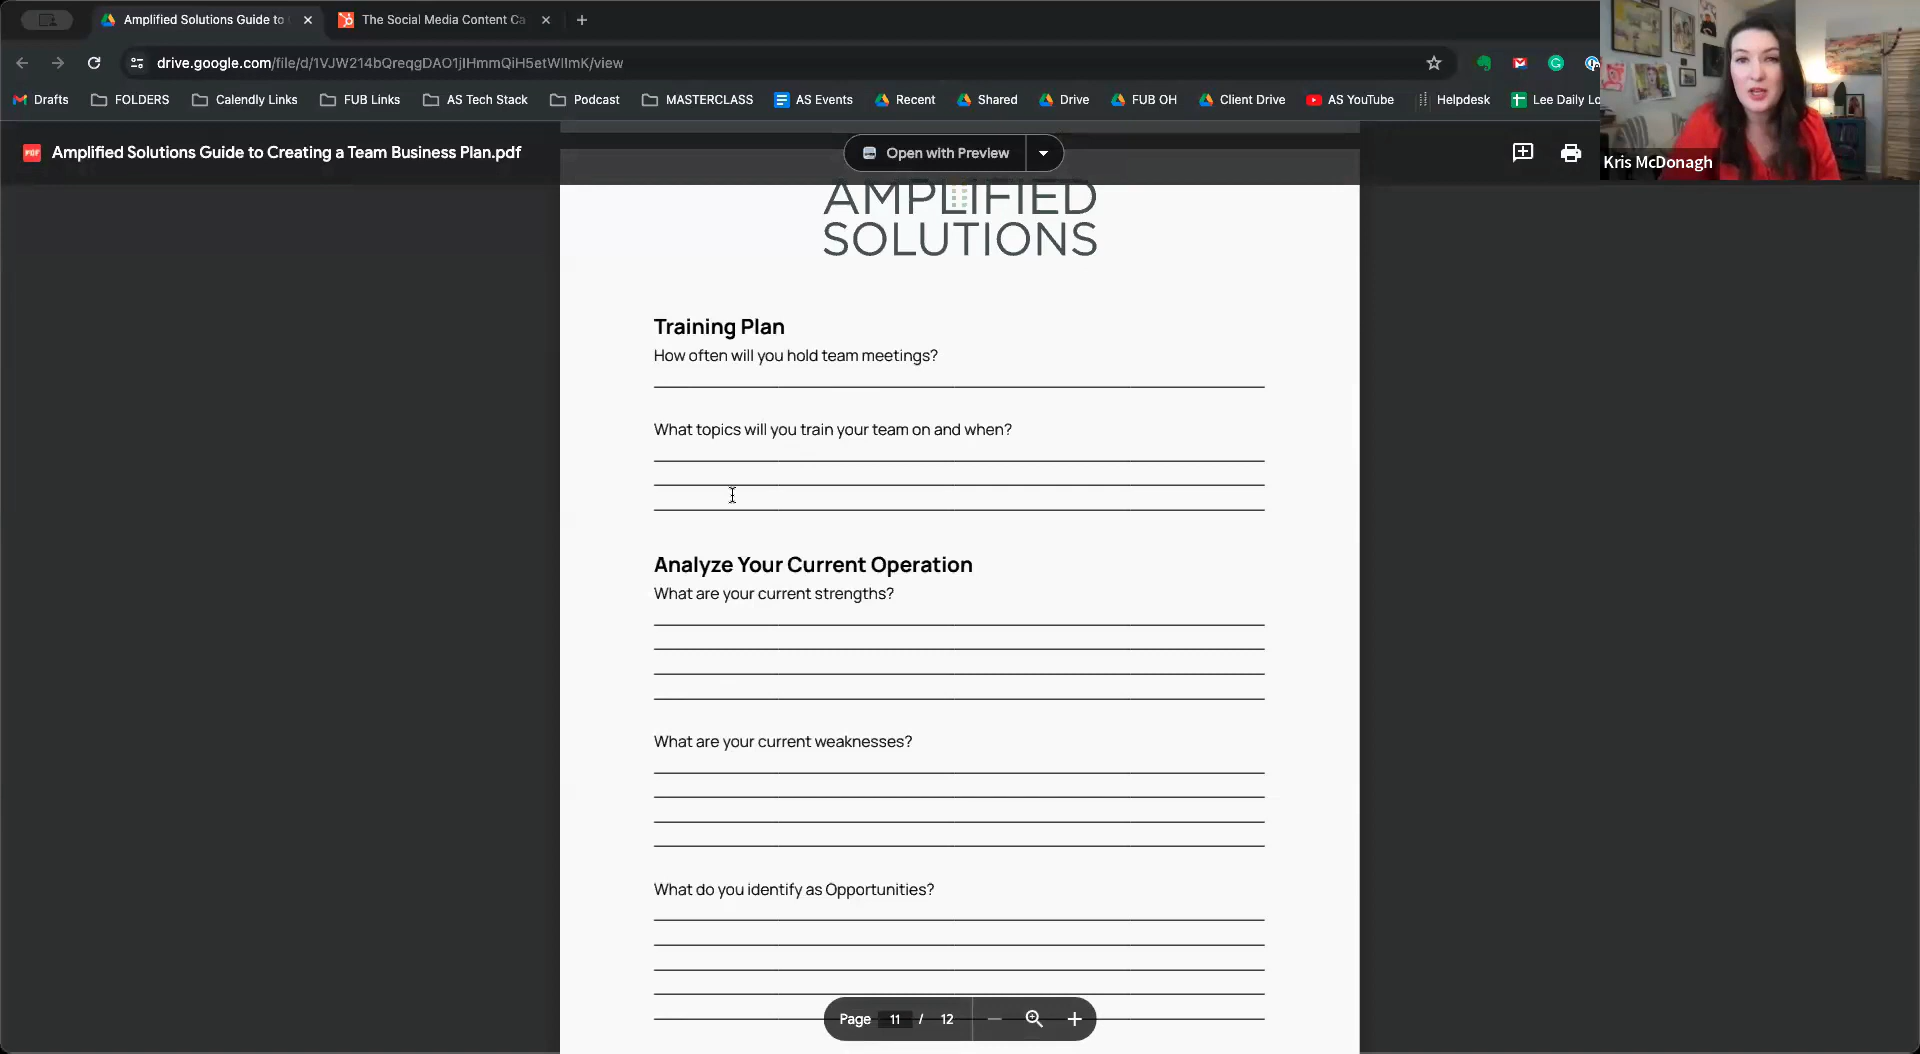 Amplified Solutions Guide to
The Social Media Content Ca
drive.google.com/file/d/1VJW214bQreqgDAO1jIHmmQiH5etWIlmK/view
Drafts FOLDERS Calendly Links FUB Links AS Tech Stack Podcast MASTERCLASS AS Events Recent Shared Drive FUB OH Client Drive AS YouTube Helpdesk Lee Daily Lo
Amplified Solutions Guide to Creating a Team Business Plan.pdf
Open with Preview
Kris McDonagh
AMPLIFIED
SOLUTIONS
Training Plan
How often will you hold team meetings?
What topics will you train your team on and when?
Analyze Your Current Operation
What are your current strengths?
What are your current weaknesses?
What do you identify as Opportunities?
Page 11 / 12